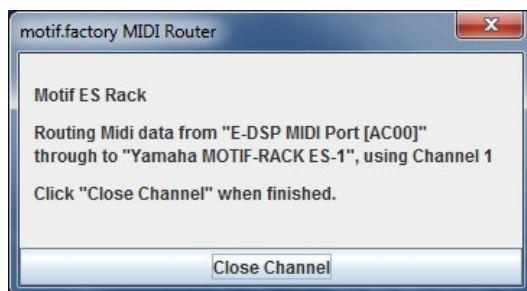 motif.factory MIDI Router
Motif ES Rack
Routing Midi data from "E-DSP MIDI Port [AC00]"
through to "Yamaha MOTIF-RACK ES-1", using Channel 1
Click "Close Channel" when finished.
Close Channel